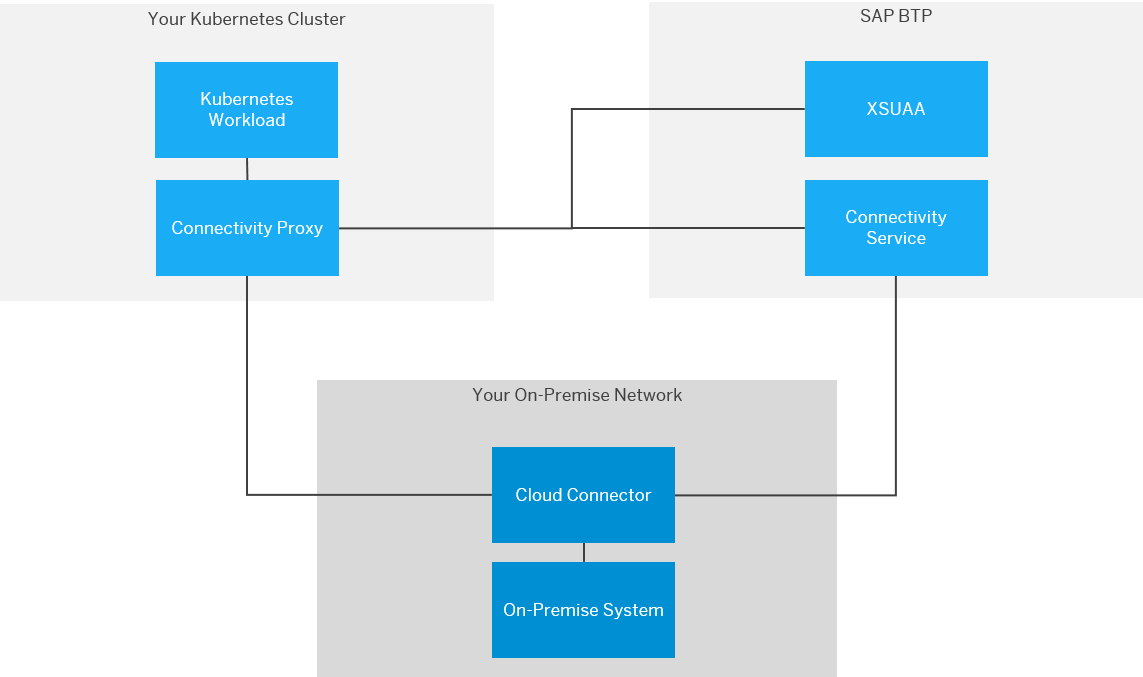 Your Kubernetes Cluster
Kubernetes
Workload
Connectivity Proxy
SAP BTP
XSUAA
Connectivity
Service
Your On-Premise Network
Cloud Connector
On-Premise System